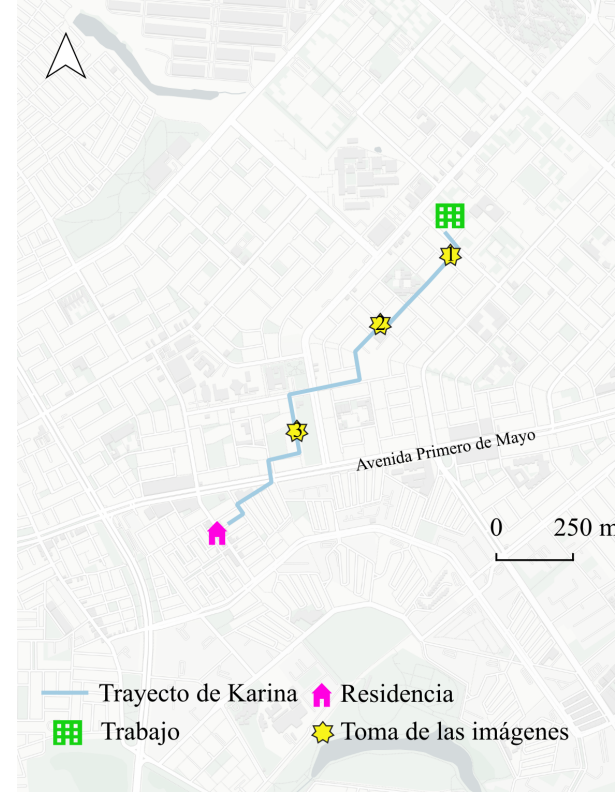 1
2
3
Avenida Primero de Mayo
0 250 m
Trayecto de Karina
Residencia
Trabajo
Toma de las imágenes